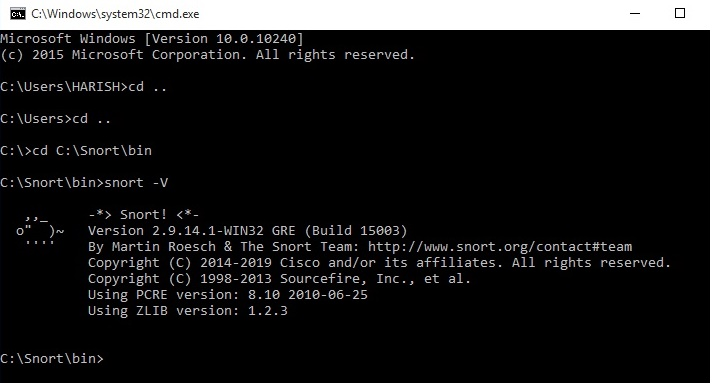 C:\Windows\system32\cmd.exe
Microsoft Windows [Version 10.0.10240]
(c) 2015 Microsoft Corporation. All rights reserved.
C:\Users\HARISH>cd ..
C:\Users>cd ..
C:\>cd C:\Snort\bin
C:\Snort\bin>snort -V
   ,,_     -*> Snort! <*-
  o"  )~   Version 2.9.14.1-WIN32 GRE (Build 15003)
   ''''    By Martin Roesch & The Snort Team: http://www.snort.org/contact#team
           Copyright (C) 2014-2019 Cisco and/or its affiliates. All rights reserved.
           Copyright (C) 1998-2013 Sourcefire, Inc., et al.
           Using PCRE version: 8.10 2010-06-25
           Using ZLIB version: 1.2.3
C:\Snort\bin>